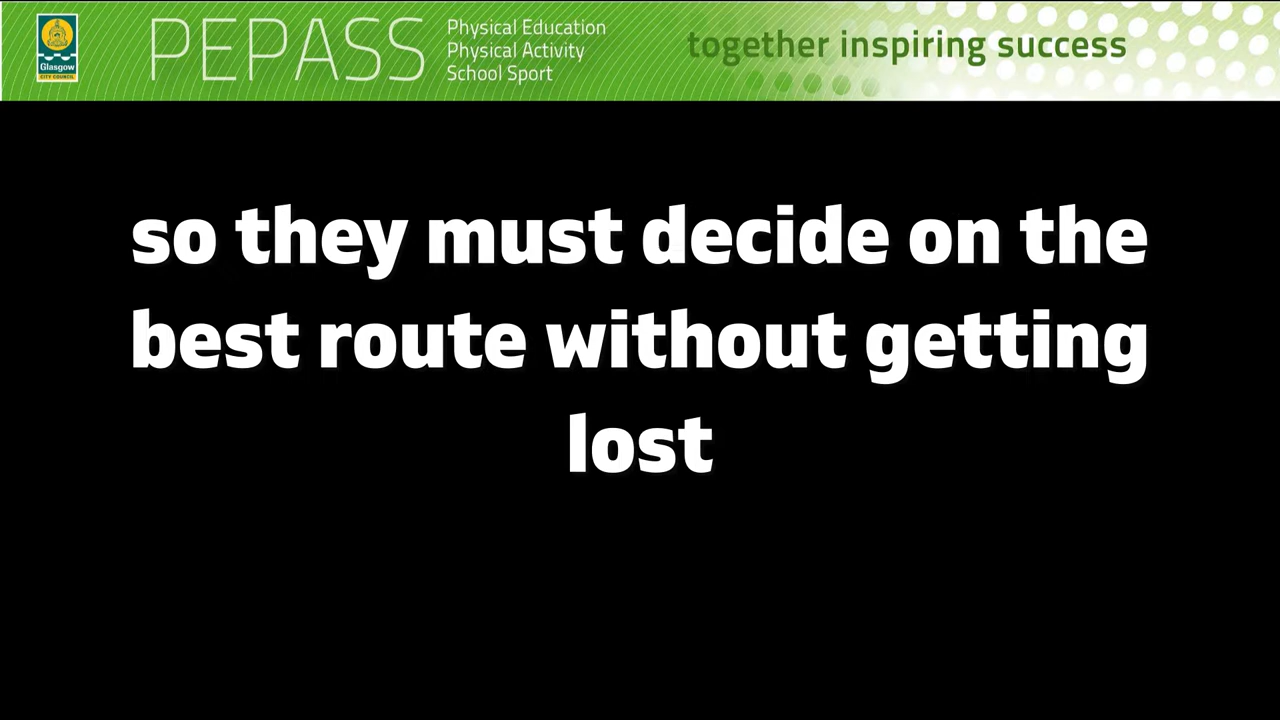 Glasgow
CITY COUNCIL
PEPASS
Physical Education
Physical Activity
School Sport
together inspiring success
so they must decide on the
best route without getting
lost